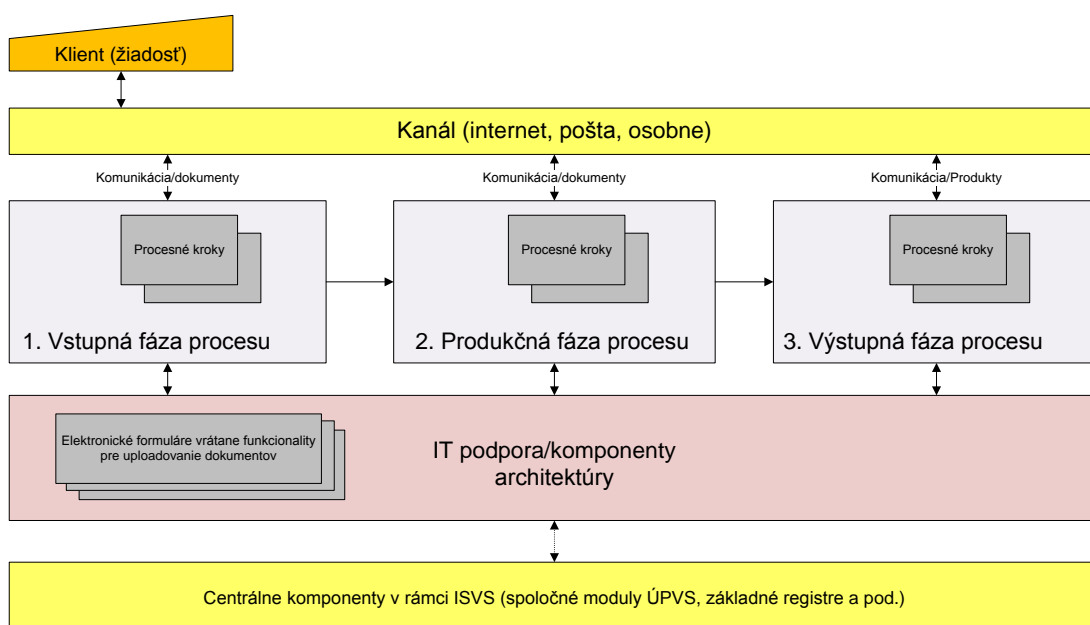 Klient (žiadosť)
Kanál (internet, pošta, osobne)
Komunikácia/dokumenty
Komunikácia/dokumenty
Komunikácia/Produkty
Procesné kroky
Procesné kroky
Procesné kroky
1. Vstupná fáza procesu
2. Produkčná fáza procesu
3. Výstupná fáza procesu
Elektronické formuláre vrátane funkcionality
pre uploadovanie dokumentov
IT podpora/komponenty
architektúry
Centrálne komponenty v rámci ISVS (spoločné moduly ÚPVS, základné registre a pod.)